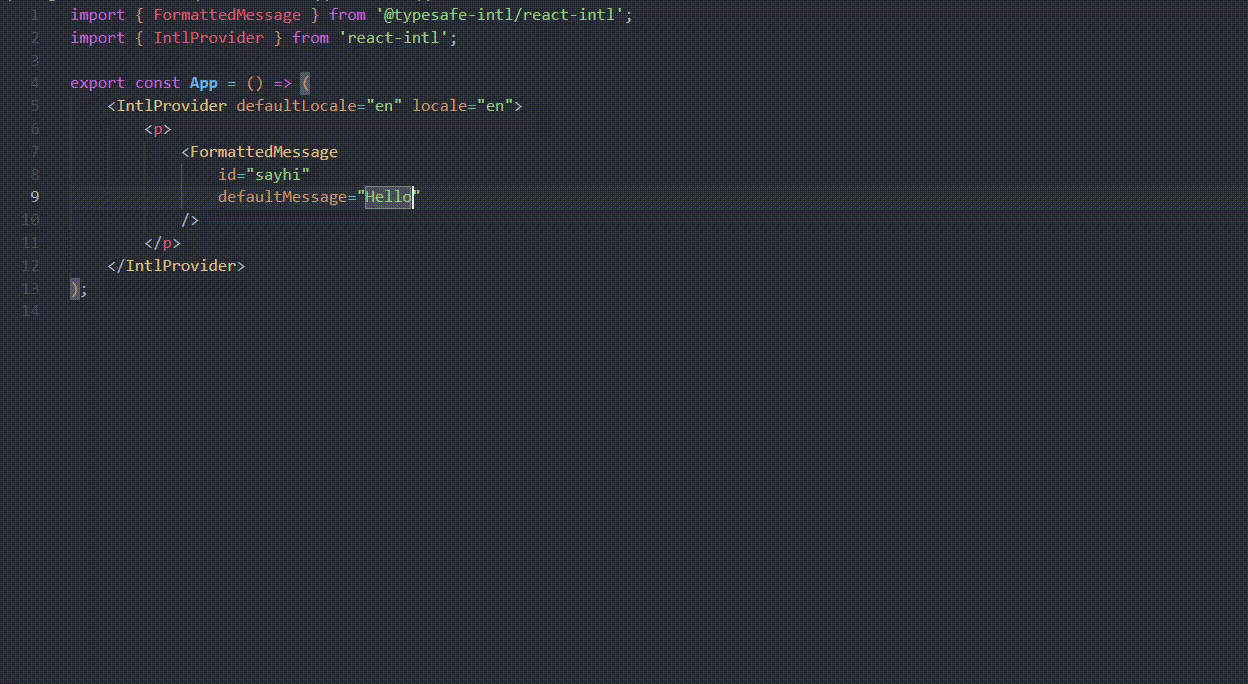 1 import { FormattedMessage } from '@typesafe-intl/react-intl';
2 import { IntlProvider } from 'react-intl';
3
4 export const App = () => (
5 <IntlProvider defaultLocale="en" locale="en">
6 <p>
7 <FormattedMessage
8 id="sayhi"
9 defaultMessage="Hello"
10 />
11 </p>
12 </IntlProvider>
13 );
14